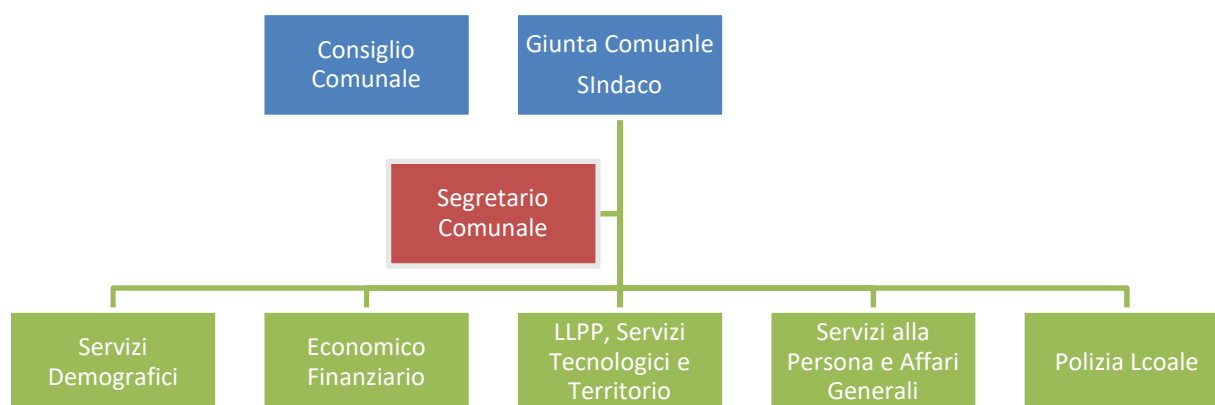 Consiglio
Comunale
Giunta Comuanle
SIndaco
Segretario
Comunale
Servizi
Demografici
Economico
Finanziario
LLPP, Servizi
Tecnologici e
Territorio
Servizi alla
Persona e Affari
Generali
Polizia Lcoale